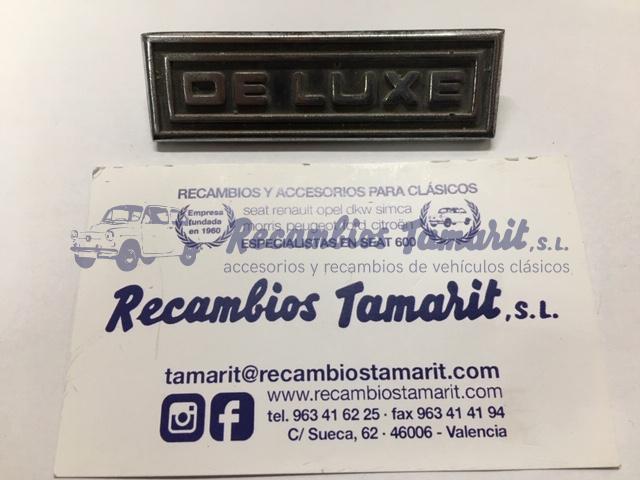 DE LUXE
RECAMBIOS Y ACCESORIOS PARA CLÁSICOS
Empresa
fundada
en 1960
seat renault opel dkw simca
morris peugeot citroën
ESPECIALISTAS EN SEAT 600
Recambios Tamarit, S.L.
accesorios y recambios de vehículos clásicos
Recambios Tamarit, S.L.
tamarit@recambiostamarit.com
www.recambiostamarit.com
tel. 963 41 62 25 · fax 963 41 41 94
C/ Sueca, 62 · 46006 - Valencia